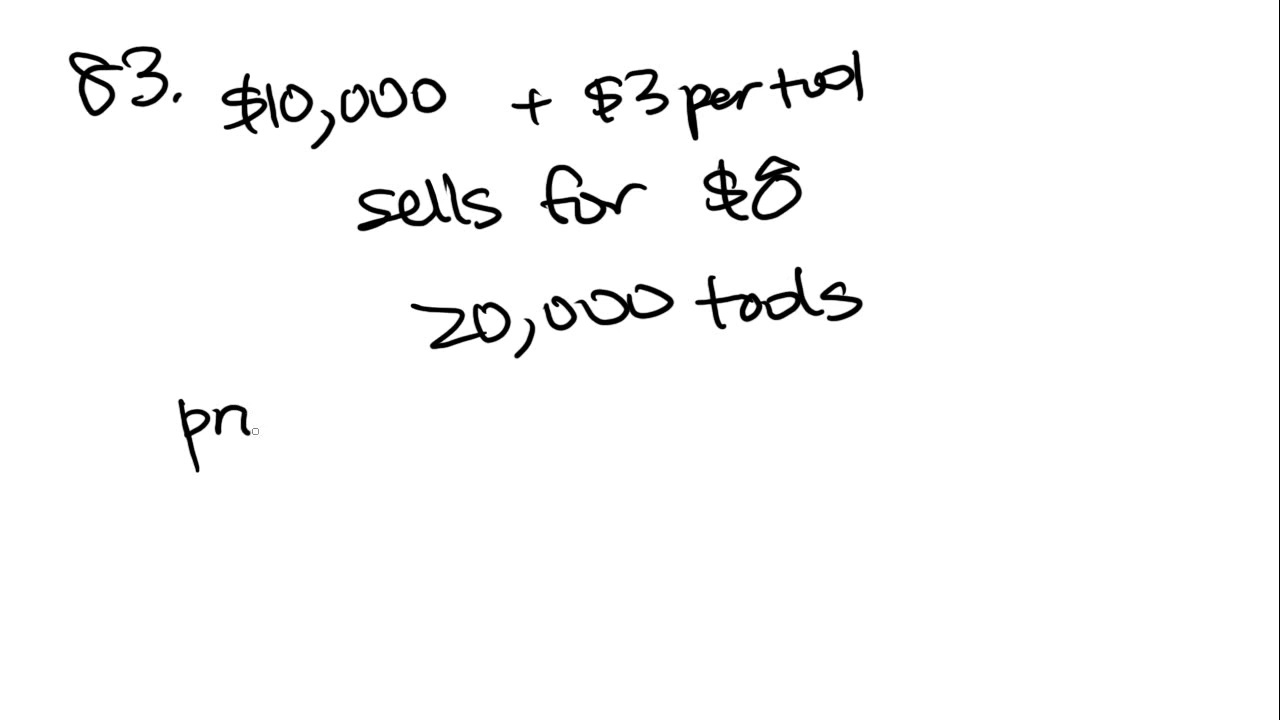 83. $10,000 + $3 per tool
sells for $8
20,000 tools
pr